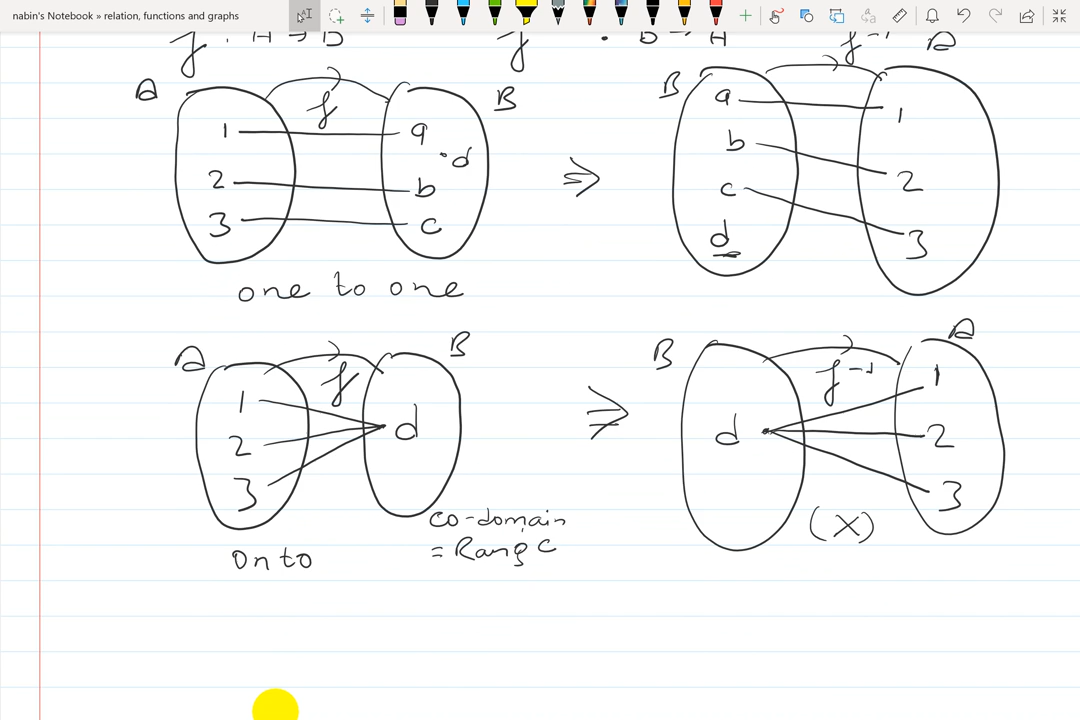 nabin's Notebook » relation, functions and graphs
f : A → B
f : B → A
A f B
1 a
d
2 b
3 c
one to one
⇒
B f⁻¹ A
a 1
b 2
c 3
d
A f B
1
2 d
3
Onto
co-domain
= Range
⇒
B f⁻¹ A
1
d 2
3
(X)